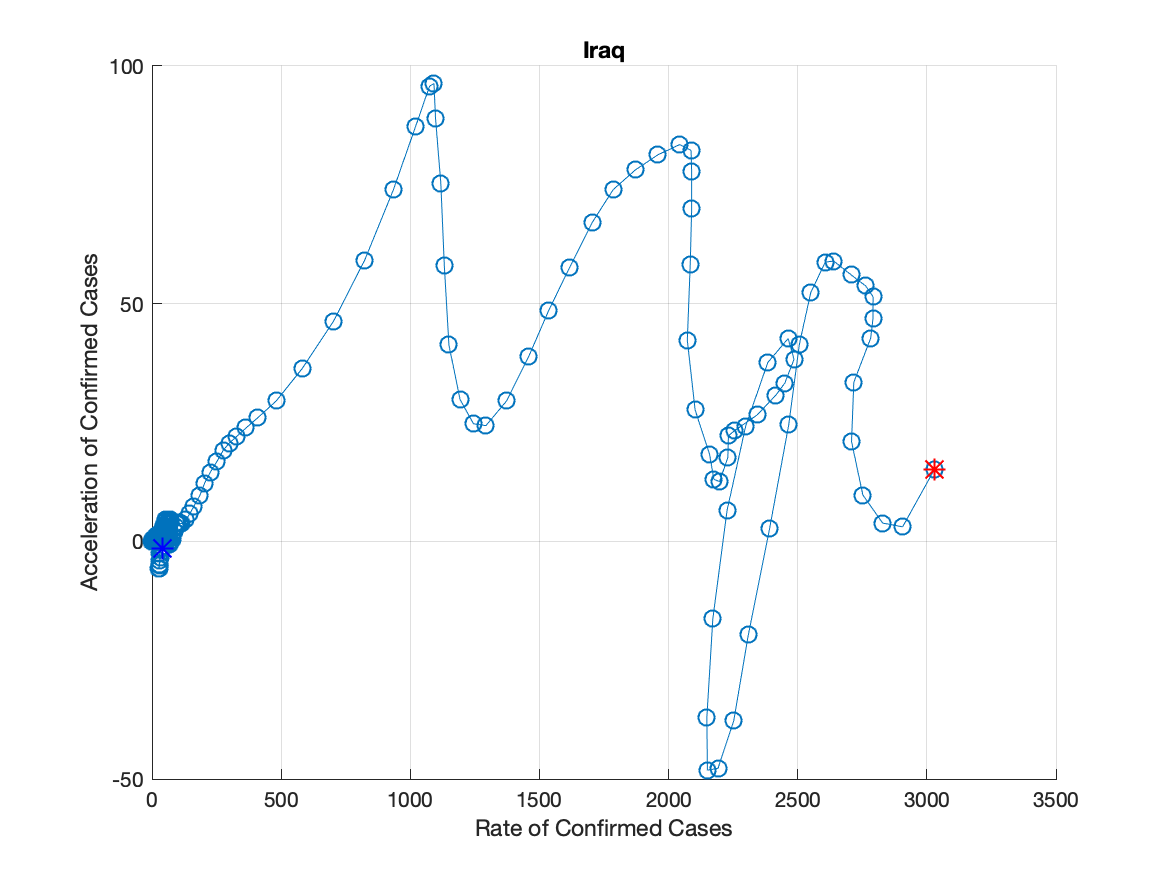 Iraq
100
50
0
-50
Acceleration of Confirmed Cases
0 500 1000 1500 2000 2500 3000 3500
Rate of Confirmed Cases